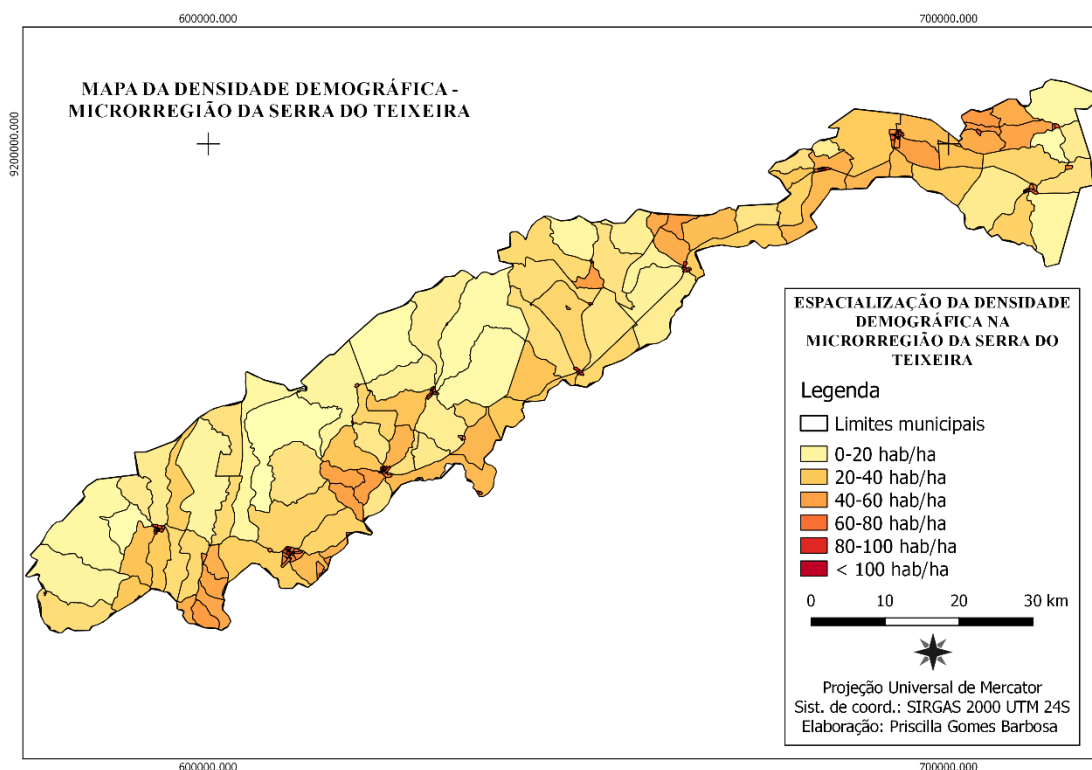 600000.000
700000.000
MAPA DA DENSIDADE DEMOGRÁFICA -
MICRORREGIÃO DA SERRA DO TEIXEIRA
9200000.000
9200000.000
ESPACIALIZAÇÃO DA DENSIDADE
DEMOGRÁFICA NA
MICRORREGIÃO DA SERRA DO
TEIXEIRA
Legenda
Limites municipais
0-20 hab/ha
20-40 hab/ha
40-60 hab/ha
60-80 hab/ha
80-100 hab/ha
< 100 hab/ha
0 10 20 30 km
Projeção Universal de Mercator
Sist. de coord.: SIRGAS 2000 UTM 24S
Elaboração: Priscilla Gomes Barbosa
600000.000
700000.000